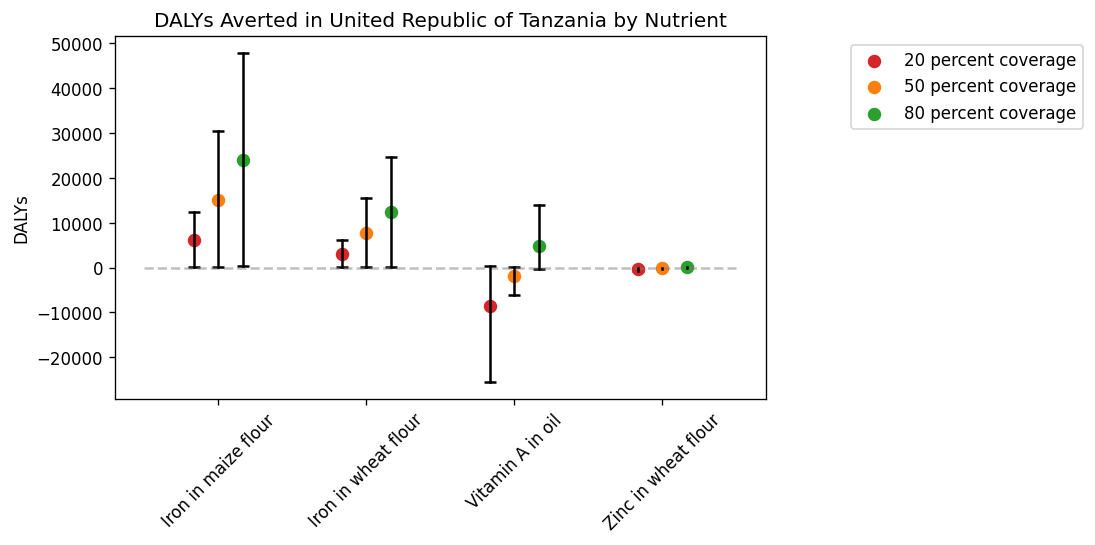 DALYs Averted in United Republic of Tanzania by Nutrient
50000
40000
30000
20000
10000
0
−10000
−20000
DALYs
Iron in maize flour
Iron in wheat flour
Vitamin A in oil
Zinc in wheat flour
20 percent coverage
50 percent coverage
80 percent coverage